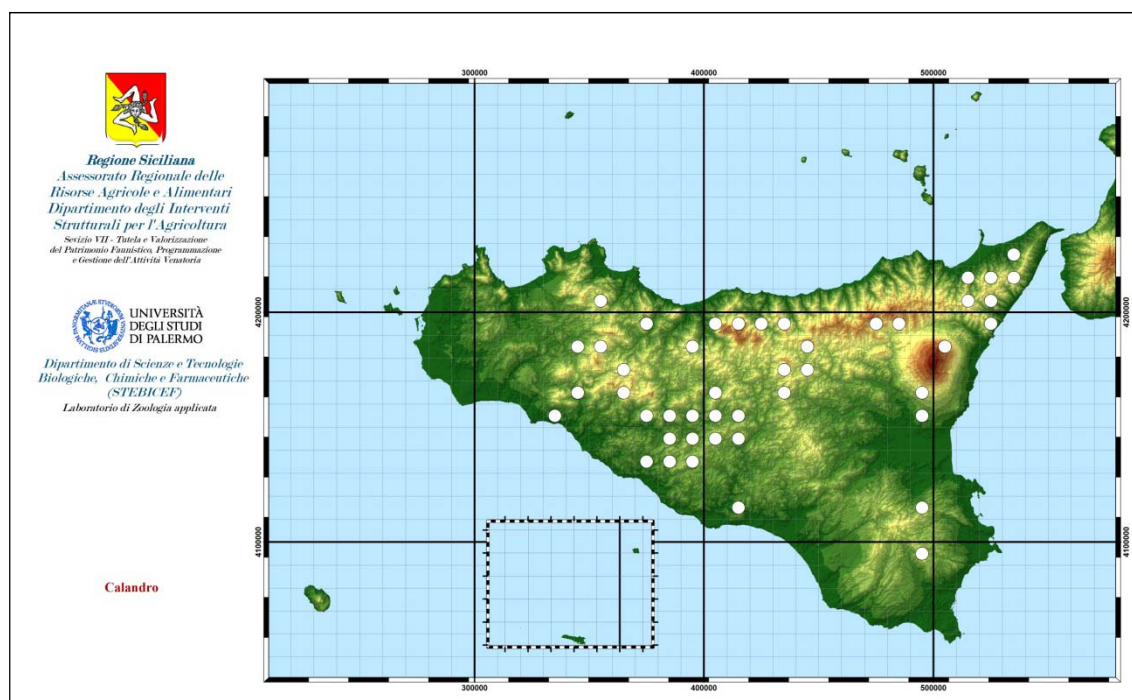 300000 400000 500000
Regione Siciliana
Assessorato Regionale delle
Risorse Agricole e Alimentari
Dipartimento degli Interventi
Strutturali per l'Agricoltura
Sevizio VII - Tutela e Valorizzazione
del Patrimonio Faunistico, Programmazione
e Gestione dell'Attività Venatoria
UNIVERSITÀ
DEGLI STUDI
DI PALERMO
Dipartimento di Scienze e Tecnologie
Biologiche, Chimiche e Farmaceutiche
(STEBICEF)
Laboratorio di Zoologia applicata
Calandro
4200000 4200000
4100000 4100000
300000 400000 500000